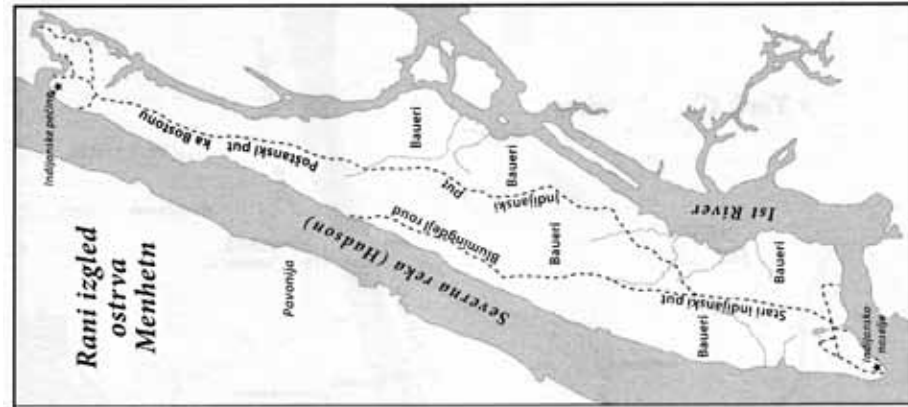 Rani izgled
ostrva
Menhetn
Indijanske pećine
Poštanski put
ka Bostonu
Baueri
Baueri
Indijanski
put
Blumingdejl roud
Baueri
Severna reka (Hadson)
Pavonija
Ist River
Baueri
Stari indijanski put
Baueri
Indijansko
naselje